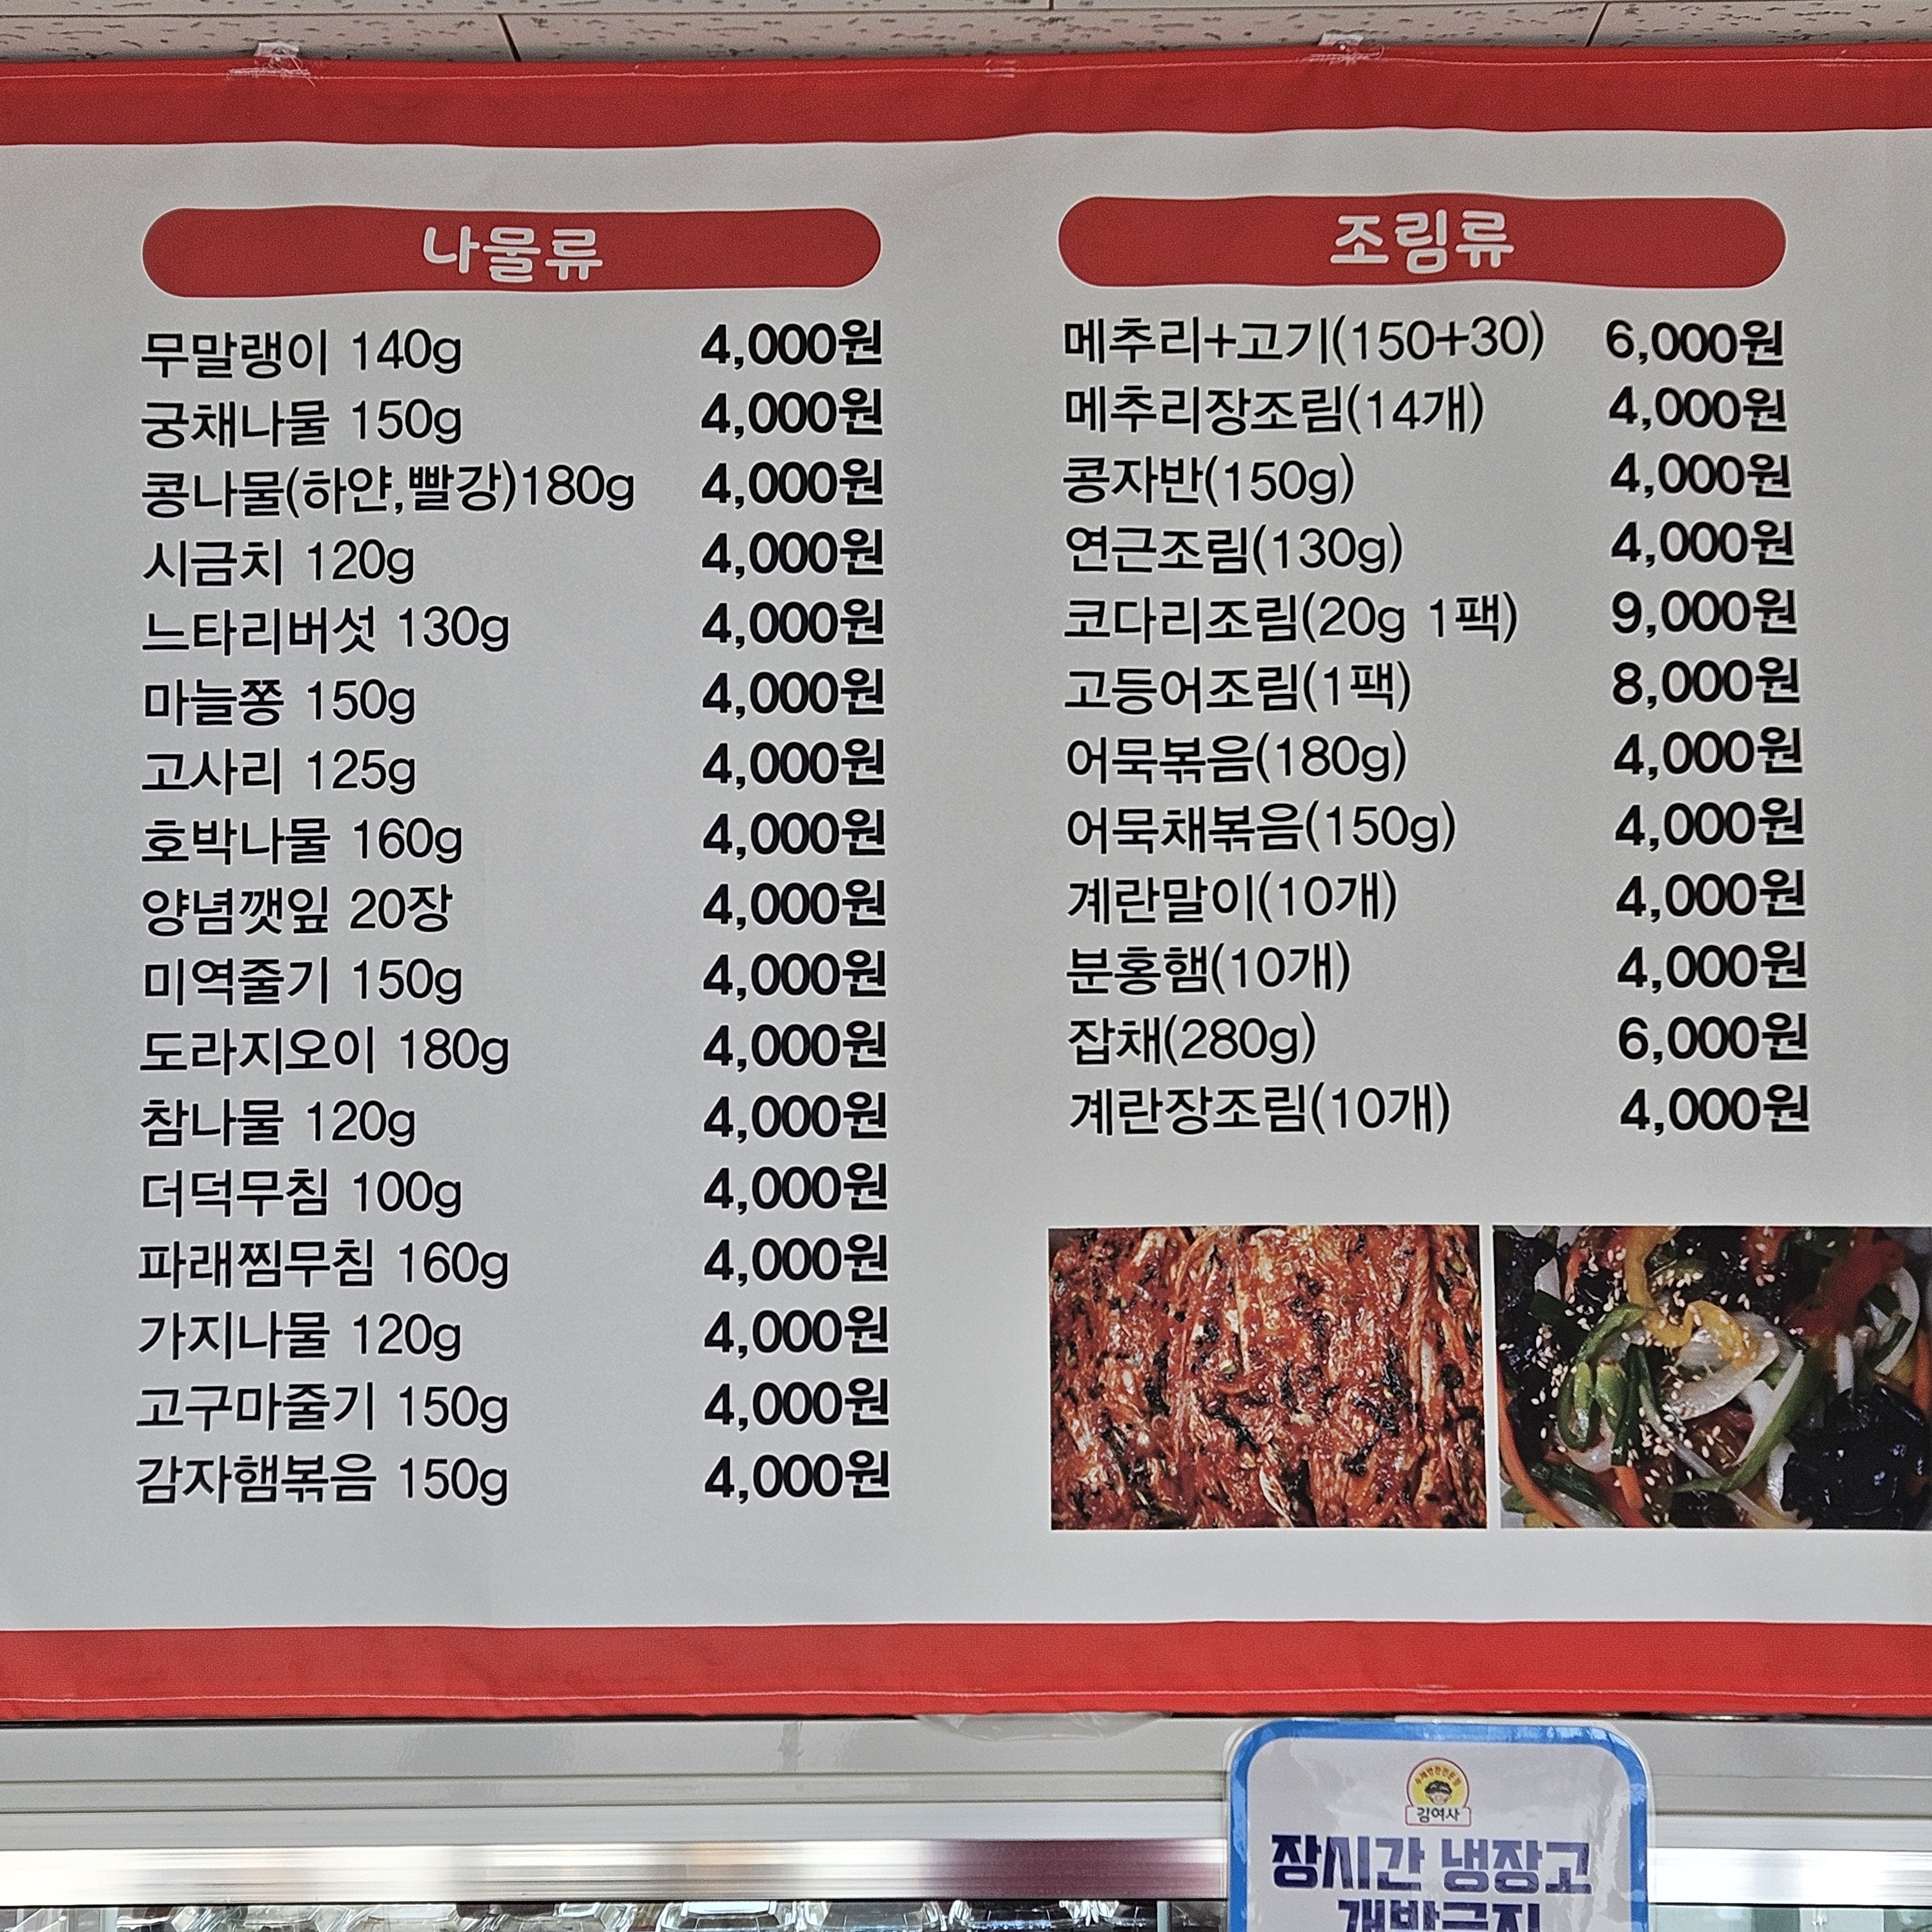 나물류
무말랭이 140g 4,000원
궁채나물 150g 4,000원
콩나물(하얀,빨강)180g 4,000원
시금치 120g 4,000원
느타리버섯 130g 4,000원
마늘쫑 150g 4,000원
고사리 125g 4,000원
호박나물 160g 4,000원
양념깻잎 20장 4,000원
미역줄기 150g 4,000원
도라지오이 180g 4,000원
참나물 120g 4,000원
더덕무침 100g 4,000원
파래찜무침 160g 4,000원
가지나물 120g 4,000원
고구마줄기 150g 4,000원
감자햄볶음 150g 4,000원
조림류
메추리+고기(150+30) 6,000원
메추리장조림(14개) 4,000원
콩자반(150g) 4,000원
연근조림(130g) 4,000원
코다리조림(20g 1팩) 9,000원
고등어조림(1팩) 8,000원
어묵볶음(180g) 4,000원
어묵채볶음(150g) 4,000원
계란말이(10개) 4,000원
분홍햄(10개) 4,000원
잡채(280g) 6,000원
계란장조림(10개) 4,000원
김여사
장시간 냉장고
개방금지